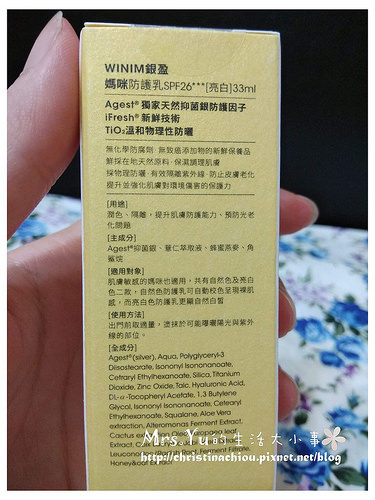 WINIM銀盈
媽咪防護乳SPF26***[亮白]33ml
Agest® 獨家天然抑菌銀防護因子
iFresh® 新鮮技術
TiO₂溫和物理性防曬
無化學防腐劑 無致癌添加物的新鮮保養品
鮮採在地天然原料‧保濕調理肌膚
採物理防曬‧有效隔離紫外線‧防止皮膚老化
提升並強化肌膚對環境傷害的保護力
[用途]
潤色、隔離，提升肌膚防護能力、預防光老
化問題
[主成分]
Agest®抑菌銀、薏仁萃取液、蜂蜜燕麥、角
鯊烷
[適用對象]
肌膚敏感的媽咪也適用，共有自然色及亮白
色二款，自然色防護乳可自動校色呈現裸肌
感，而亮白色防護乳更顯自然白皙
[使用方法]
出門前取適量，塗抹於可能曝曬陽光與紫外
線的部位。
[全成分]
Agest®(silver), Aqua, Polyglyceryl-3
Diisostearate, Isononyl Isononanoate,
Cetearyl Ethylhexanoate, Silica, Titanium
Dioxide, Zinc Oxide, Talc, Hyaluronic Acid,
DL-α-Tocopheryl Acetate, 1,3 Butylene
Glycol, Isononyl Isononanoate, Cetearyl
Ethylhexanoate, Squalane, Aloe Vera
extraction, Alteromonas Ferment Extract,
Cactus extract, Olea europaea leaf
Extract, Coix
Leuconostoc Root Ferment Filtrate,
Honey&oat Extract
Mrs.Yu的生活大小事
http://christinachiou.pixnet.net/blog